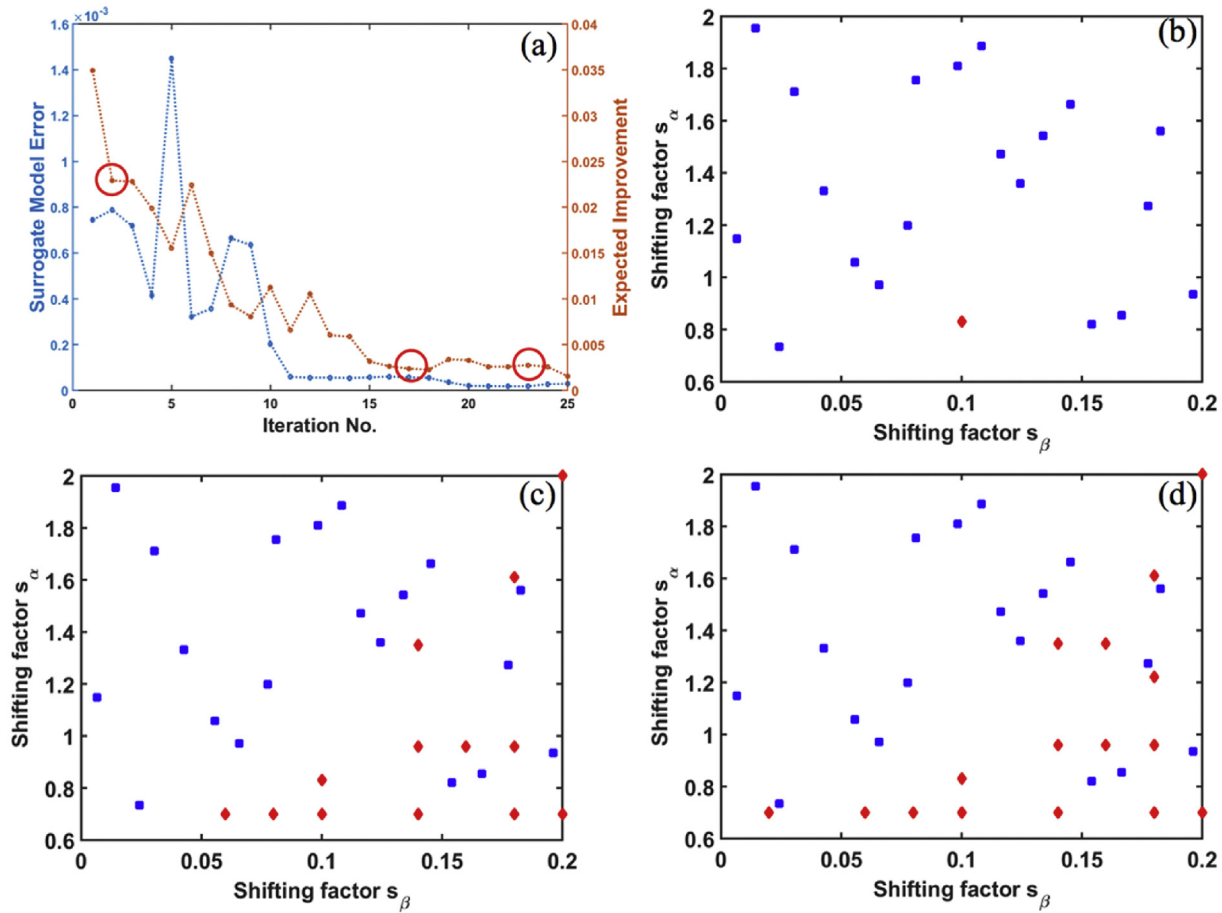 ×10⁻³
(a)
1.6
1.4
1.2
1
0.8
0.6
0.4
0.2
0
Surrogate Model Error
0.04
0.035
0.03
0.025
0.02
0.015
0.01
0.005
0
Expected Improvement
0 5 10 15 20 25
Iteration No.
(b)
2
1.8
1.6
1.4
1.2
1
0.8
0.6
Shifting factor sα
0 0.05 0.1 0.15 0.2
Shifting factor sβ
(c)
2
1.8
1.6
1.4
1.2
1
0.8
0.6
Shifting factor sα
0 0.05 0.1 0.15 0.2
Shifting factor sβ
(d)
2
1.8
1.6
1.4
1.2
1
0.8
0.6
Shifting factor sα
0 0.05 0.1 0.15 0.2
Shifting factor sβ